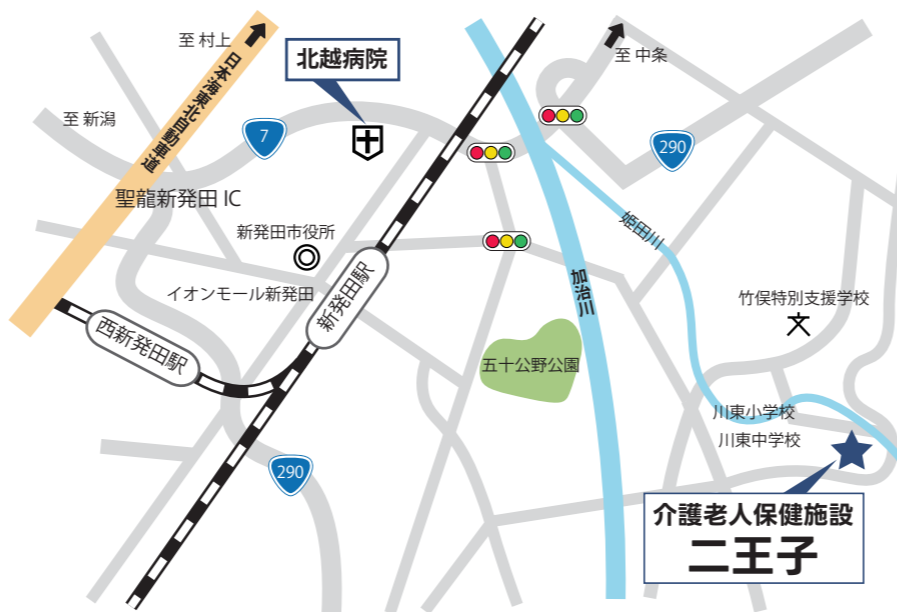 至 村上
北越病院
至 中条
日本海東北自動車道
至 新潟
7
290
聖龍新発田 IC
姫田川
新発田市役所
加治川
イオンモール新発田
新発田駅
竹俣特別支援学校
文
西新発田駅
五十公野公園
川東小学校
川東中学校
290
介護老人保健施設
二王子